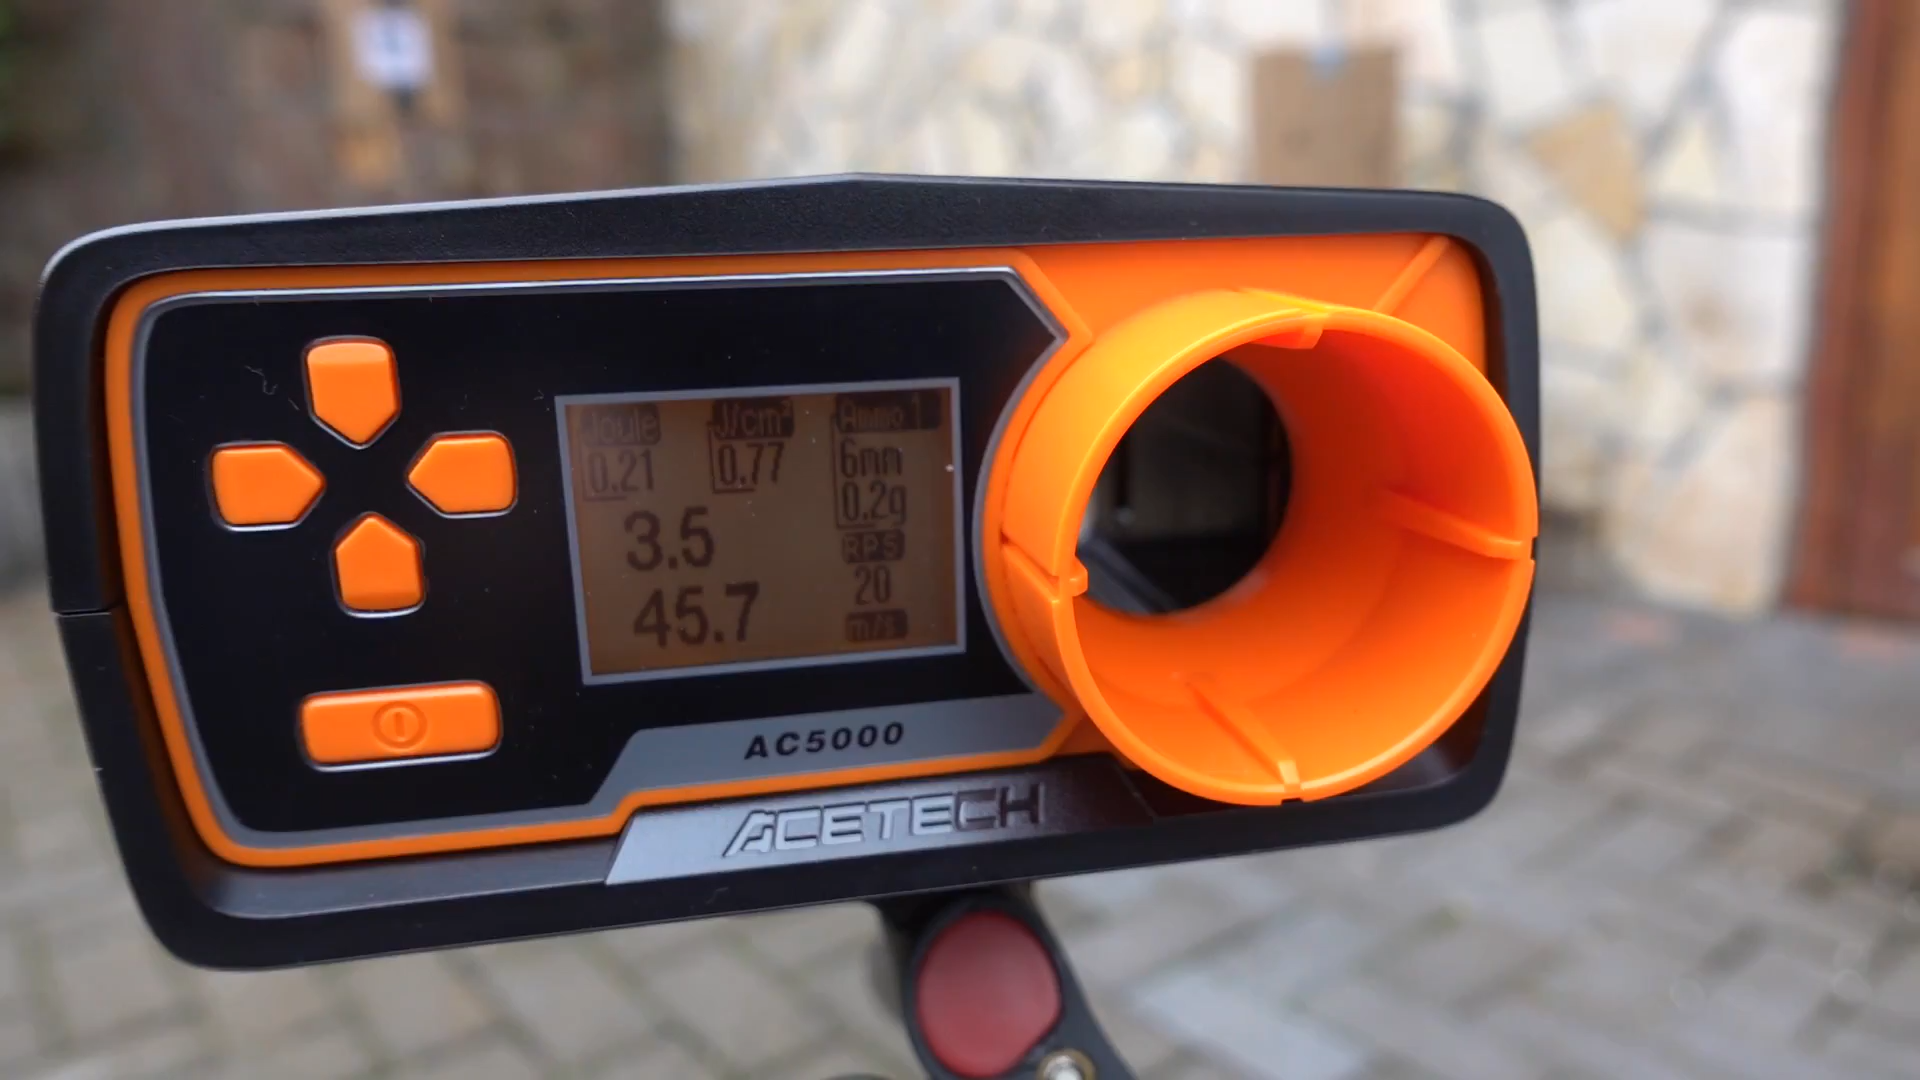 Joule J/cm² Ammo 1
0.21 0.77 6mm
0.2g
3.5 RPS
20
45.7 m/s
AC5000
ACETECH